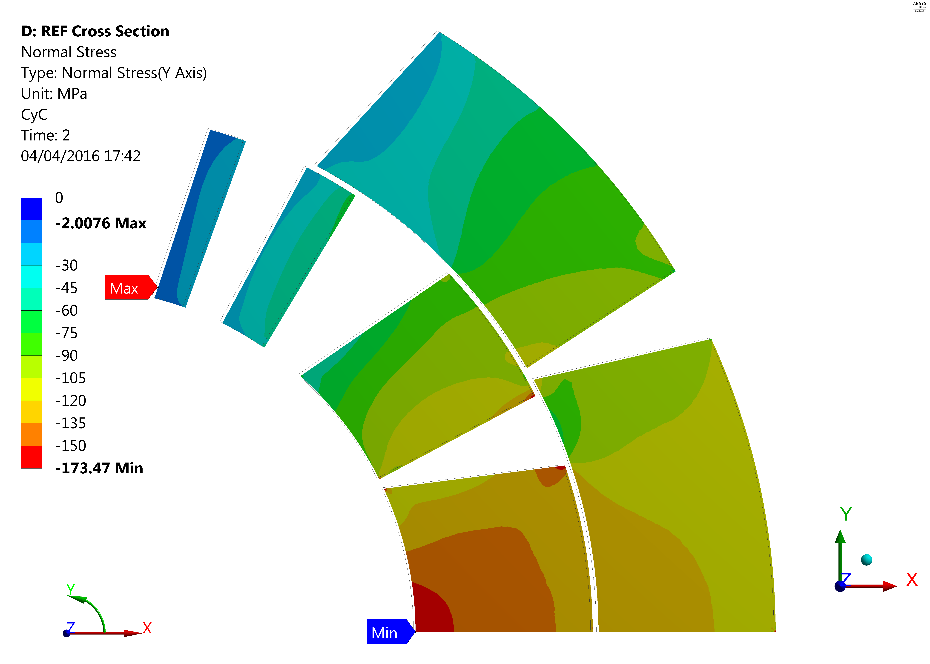 D: REF Cross Section
Normal Stress
Type: Normal Stress(Y Axis)
Unit: MPa
CyC
Time: 2
04/04/2016 17:42
0
-2.0076 Max
-30
-45
-60
-75
-90
-105
-120
-135
-150
-173.47 Min
Max
Min
Y
Z
X
Y
Z
X